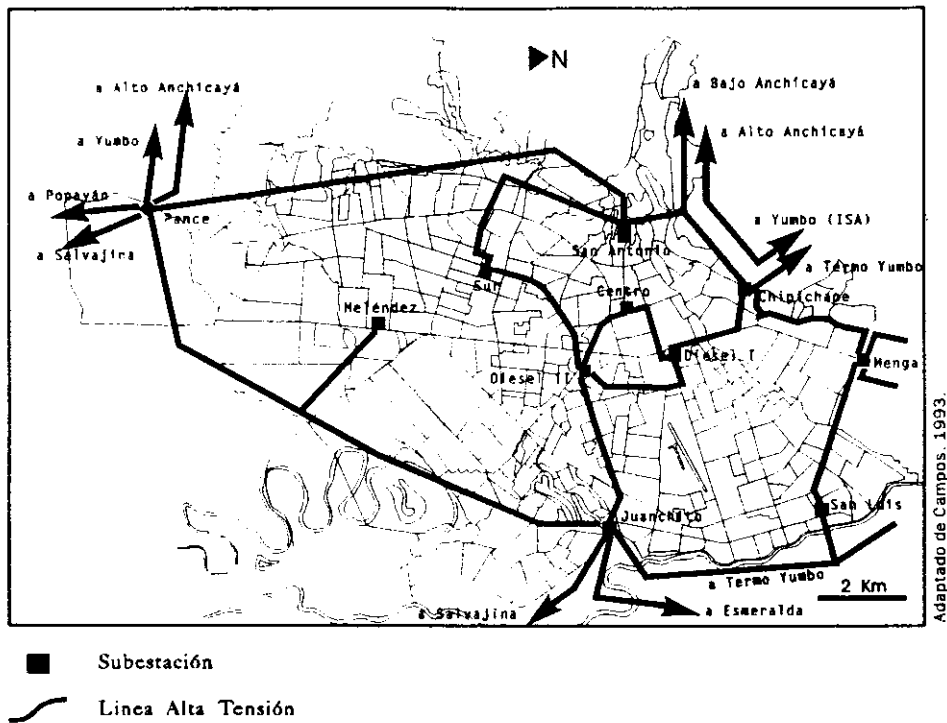 N
a Alto Anchicayá
a Bajo Anchicayá
a Yumbo
a Alto Anchicayá
a Popayán
Pance
a Yumbo (ISA)
a Salvajina
San Antonio
a Termo Yumbo
Sur
Centro
Chipichape
Meléndez
Diesel I
Menga
Diesel II
San Luis
Juanchito
a Termo Yumbo
2 Km
a Salvajina
a Esmeralda
Adaptado de Campos, 1993.
Subestación
Linea Alta Tensión